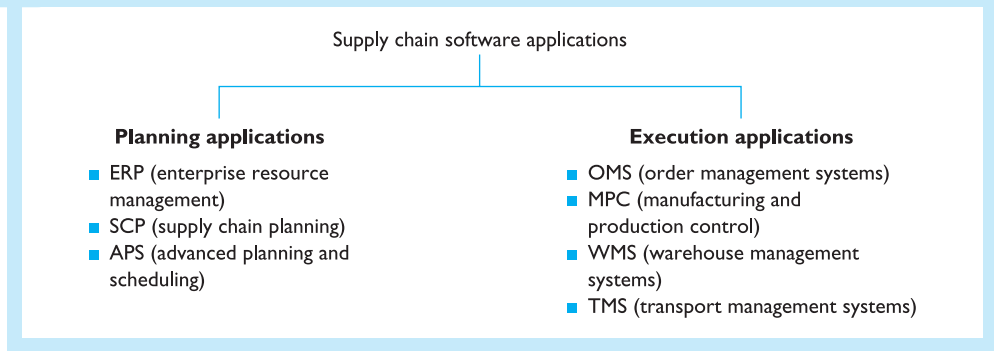 Supply chain software applications
Planning applications
ERP (enterprise resource
management)
SCP (supply chain planning)
APS (advanced planning and
scheduling)
Execution applications
OMS (order management systems)
MPC (manufacturing and
production control)
WMS (warehouse management
systems)
TMS (transport management systems)